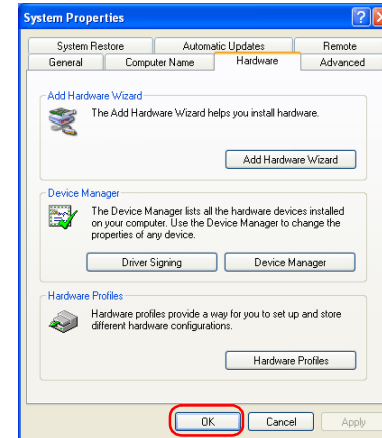 System Properties
System Restore Automatic Updates Remote
General Computer Name Hardware Advanced
Add Hardware Wizard
The Add Hardware Wizard helps you install hardware.
Add Hardware Wizard
Device Manager
The Device Manager lists all the hardware devices installed
on your computer. Use the Device Manager to change the
properties of any device.
Driver Signing Device Manager
Hardware Profiles
Hardware profiles provide a way for you to set up and store
different hardware configurations.
Hardware Profiles
OK Cancel Apply